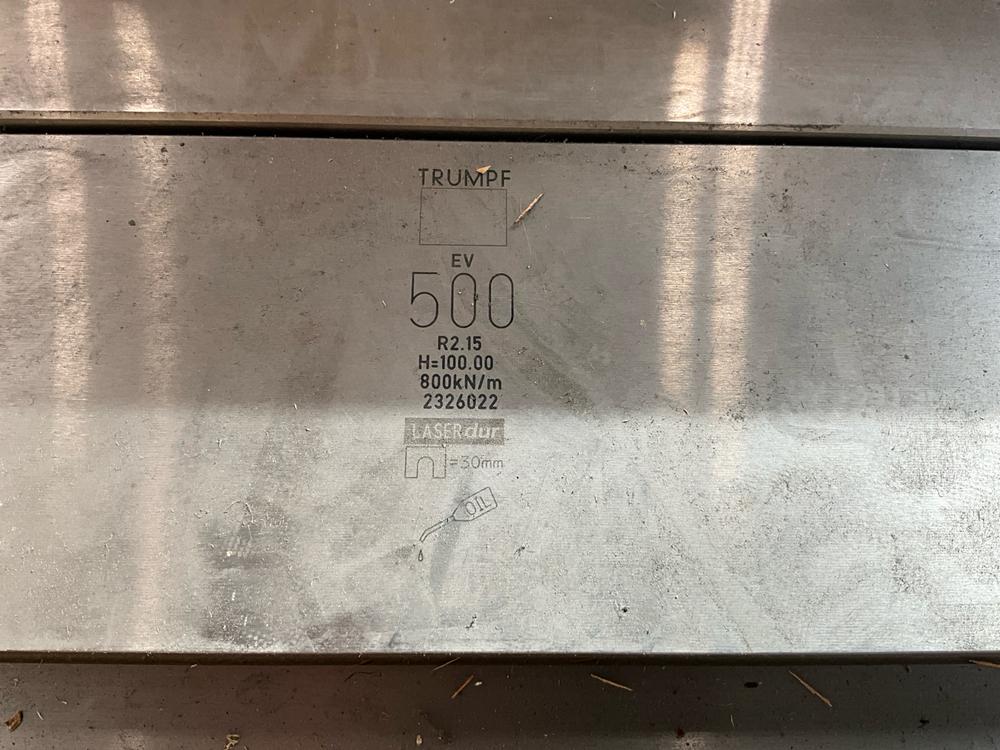 TRUMPF
EV
500
R2.15
H=100.00
800kN/m
2326022
LASERdur
=30mm
OIL